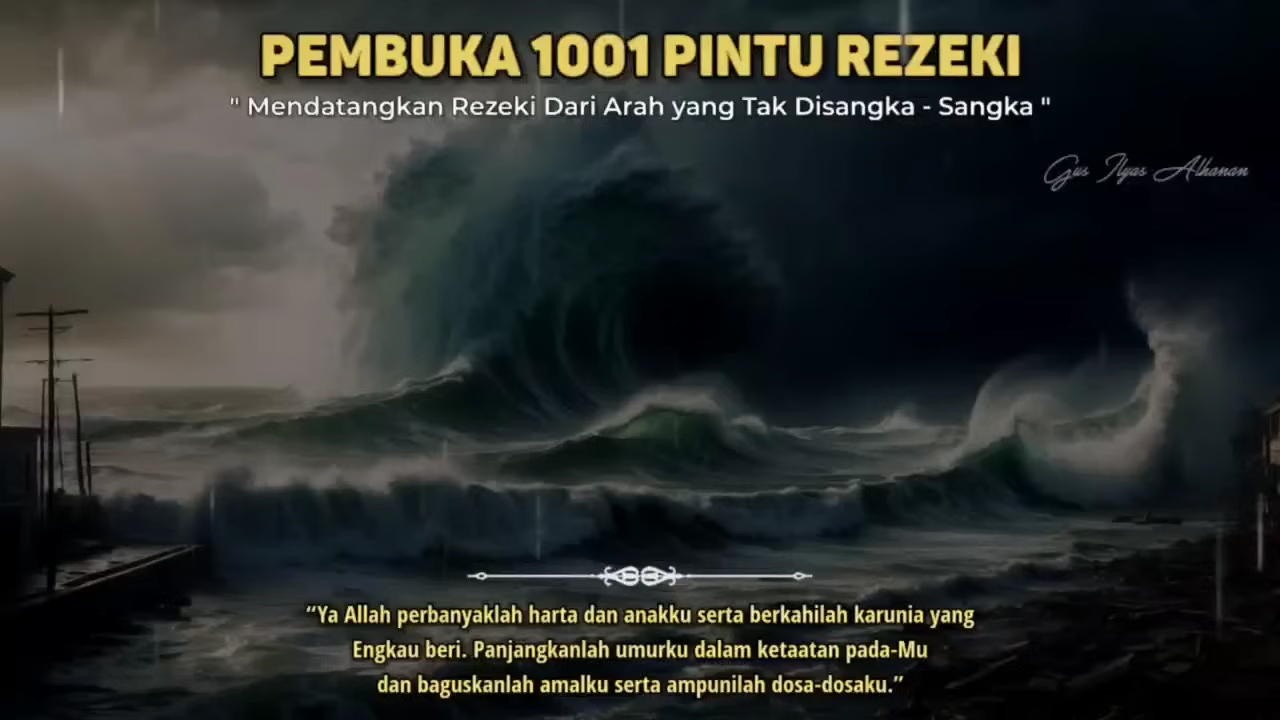 PEMBUKA 1001 PINTU REZEKI
" Mendatangkan Rezeki Dari Arah yang Tak Disangka - Sangka "
Gus Ilyas Alhanan
“Ya Allah perbanyaklah harta dan anakku serta berkahilah karunia yang
Engkau beri. Panjangkanlah umurku dalam ketaatan pada-Mu
dan baguskanlah amalku serta ampunilah dosa-dosaku.”